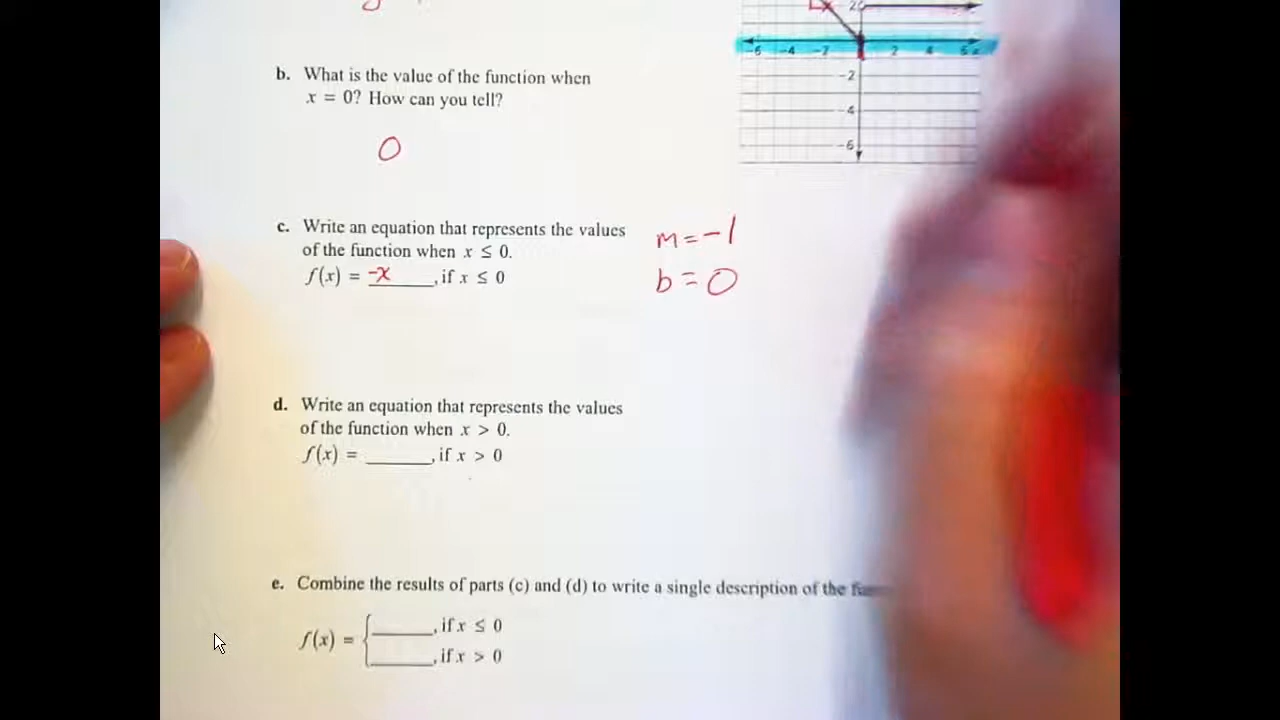 2
-6 -4 -2 2 4 6 x
-2
-4
-6
b. What is the value of the function when
x = 0? How can you tell?
0
c. Write an equation that represents the values
of the function when x ≤ 0.
f(x) = -x, if x ≤ 0
m = -1
b = 0
d. Write an equation that represents the values
of the function when x > 0.
f(x) = ______, if x > 0
e. Combine the results of parts (c) and (d) to write a single description of the
f(x) = { ______, if x ≤ 0
______, if x > 0